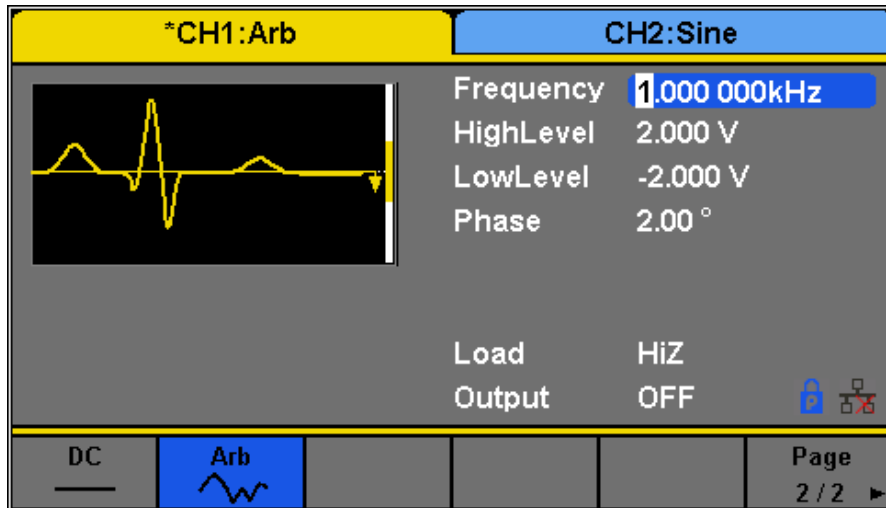 *CH1:Arb
CH2:Sine
Frequency 1.000 000kHz
HighLevel 2.000 V
LowLevel -2.000 V
Phase 2.00 °
Load HiZ
Output OFF
P
DC
Arb
Page
2 / 2